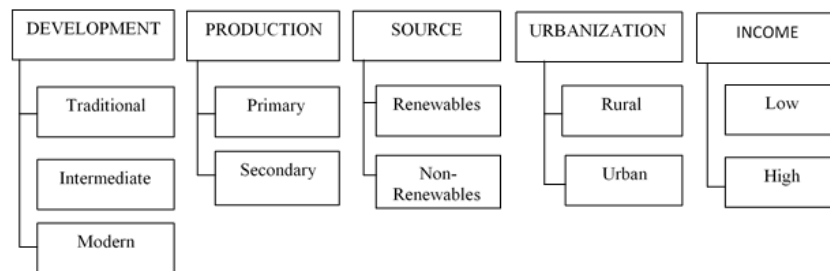 DEVELOPMENT
Traditional
Intermediate
Modern
PRODUCTION
Primary
Secondary
SOURCE
Renewables
Non-
Renewables
URBANIZATION
Rural
Urban
INCOME
Low
High